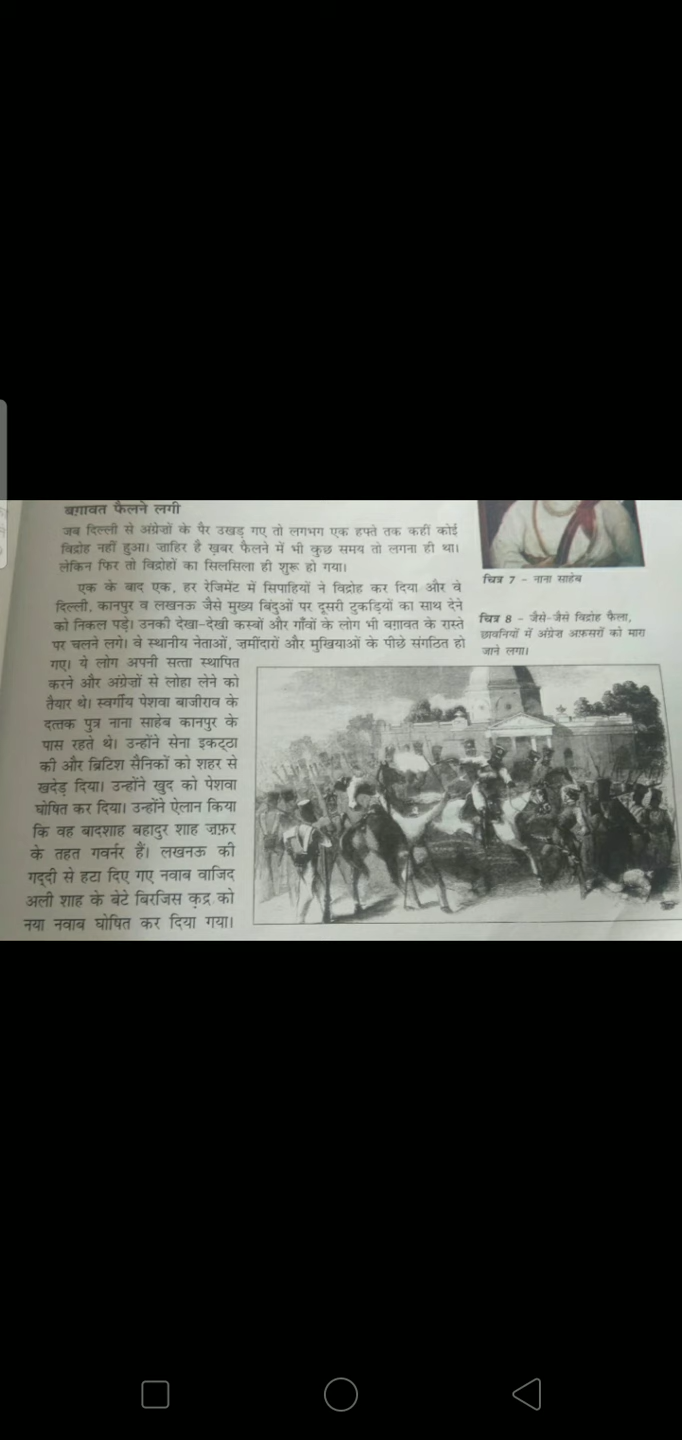 बग़ावत फैलने लगी
जब दिल्ली से अंग्रेज़ों के पैर उखड़ गए तो लगभग एक हफ्ते तक कहीं कोई
विद्रोह नहीं हुआ। ज़ाहिर है ख़बर फैलने में भी कुछ समय तो लगना ही था।
लेकिन फिर तो विद्रोहों का सिलसिला ही शुरू हो गया।
एक के बाद एक, हर रेजिमेंट में सिपाहियों ने विद्रोह कर दिया और वे
दिल्ली, कानपुर व लखनऊ जैसे मुख्य बिंदुओं पर दूसरी टुकड़ियों का साथ देने
को निकल पड़े। उनकी देखा-देखी कस्बों और गाँवों के लोग भी बग़ावत के रास्ते
पर चलने लगे। वे स्थानीय नेताओं, ज़मींदारों और मुखियाओं के पीछे संगठित हो
गए। ये लोग अपनी सत्ता स्थापित
करने और अंग्रेज़ों से लोहा लेने को
तैयार थे। स्वर्गीय पेशवा बाजीराव के
दत्तक पुत्र नाना साहेब कानपुर के
पास रहते थे। उन्होंने सेना इकट्ठा
की और ब्रिटिश सैनिकों को शहर से
खदेड़ दिया। उन्होंने खुद को पेशवा
घोषित कर दिया। उन्होंने ऐलान किया
कि वह बादशाह बहादुर शाह ज़फ़र
के तहत गवर्नर हैं। लखनऊ की
गद्दी से हटा दिए गए नवाब वाजिद
अली शाह के बेटे बिरजिस क़द्र को
नया नवाब घोषित कर दिया गया।
चित्र 7 - नाना साहेब
चित्र 8 - जैसे-जैसे विद्रोह फैला,
छावनियों में अंग्रेज़ अफ़सरों को मारा
जाने लगा।